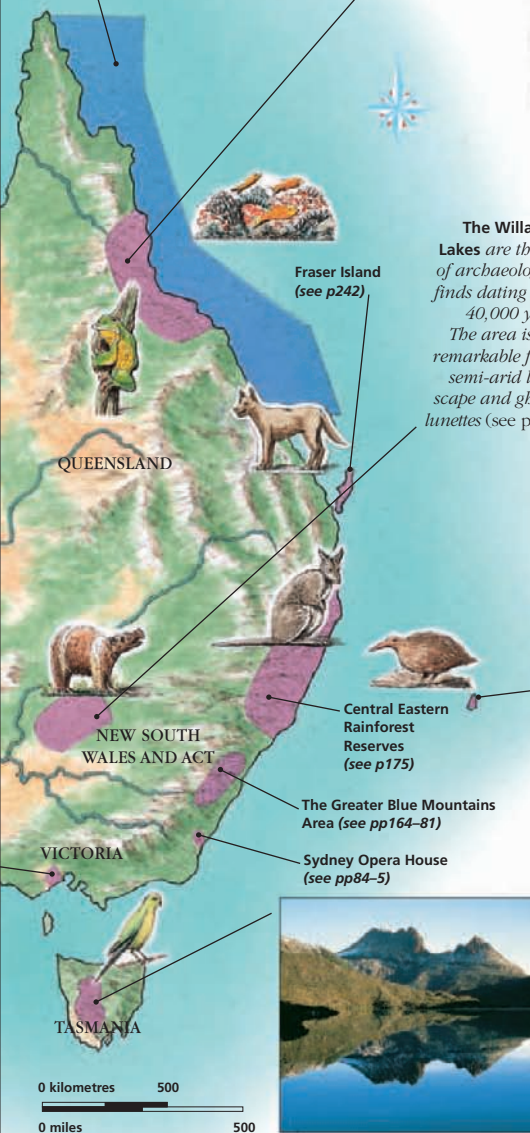 The
Lakes are
of archaeolo
finds dating
40,000
The area is
remarkable
semi-arid
scape and
lunettes (see
Fraser Island
(see p242)
QUEENSLAND
Central Eastern
Rainforest
Reserves
(see p175)
NEW SOUTH
WALES AND ACT
The Greater Blue Mountains
Area (see pp164–81)
VICTORIA
Sydney Opera House
(see pp84–5)
TASMANIA
0 kilometres 500
0 miles 500